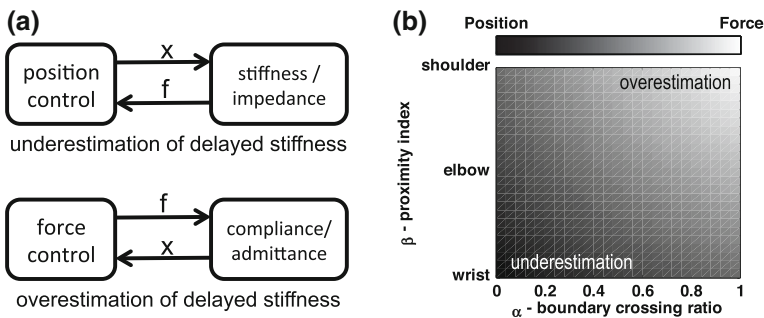 (a)
position
control
x
f
stiffness /
impedance
underestimation of delayed stiffness
force
control
f
x
compliance/
admittance
overestimation of delayed stiffness
(b)
Position Force
shoulder
elbow
wrist
β - proximity index
overestimation
underestimation
0 0.2 0.4 0.6 0.8 1
α - boundary crossing ratio